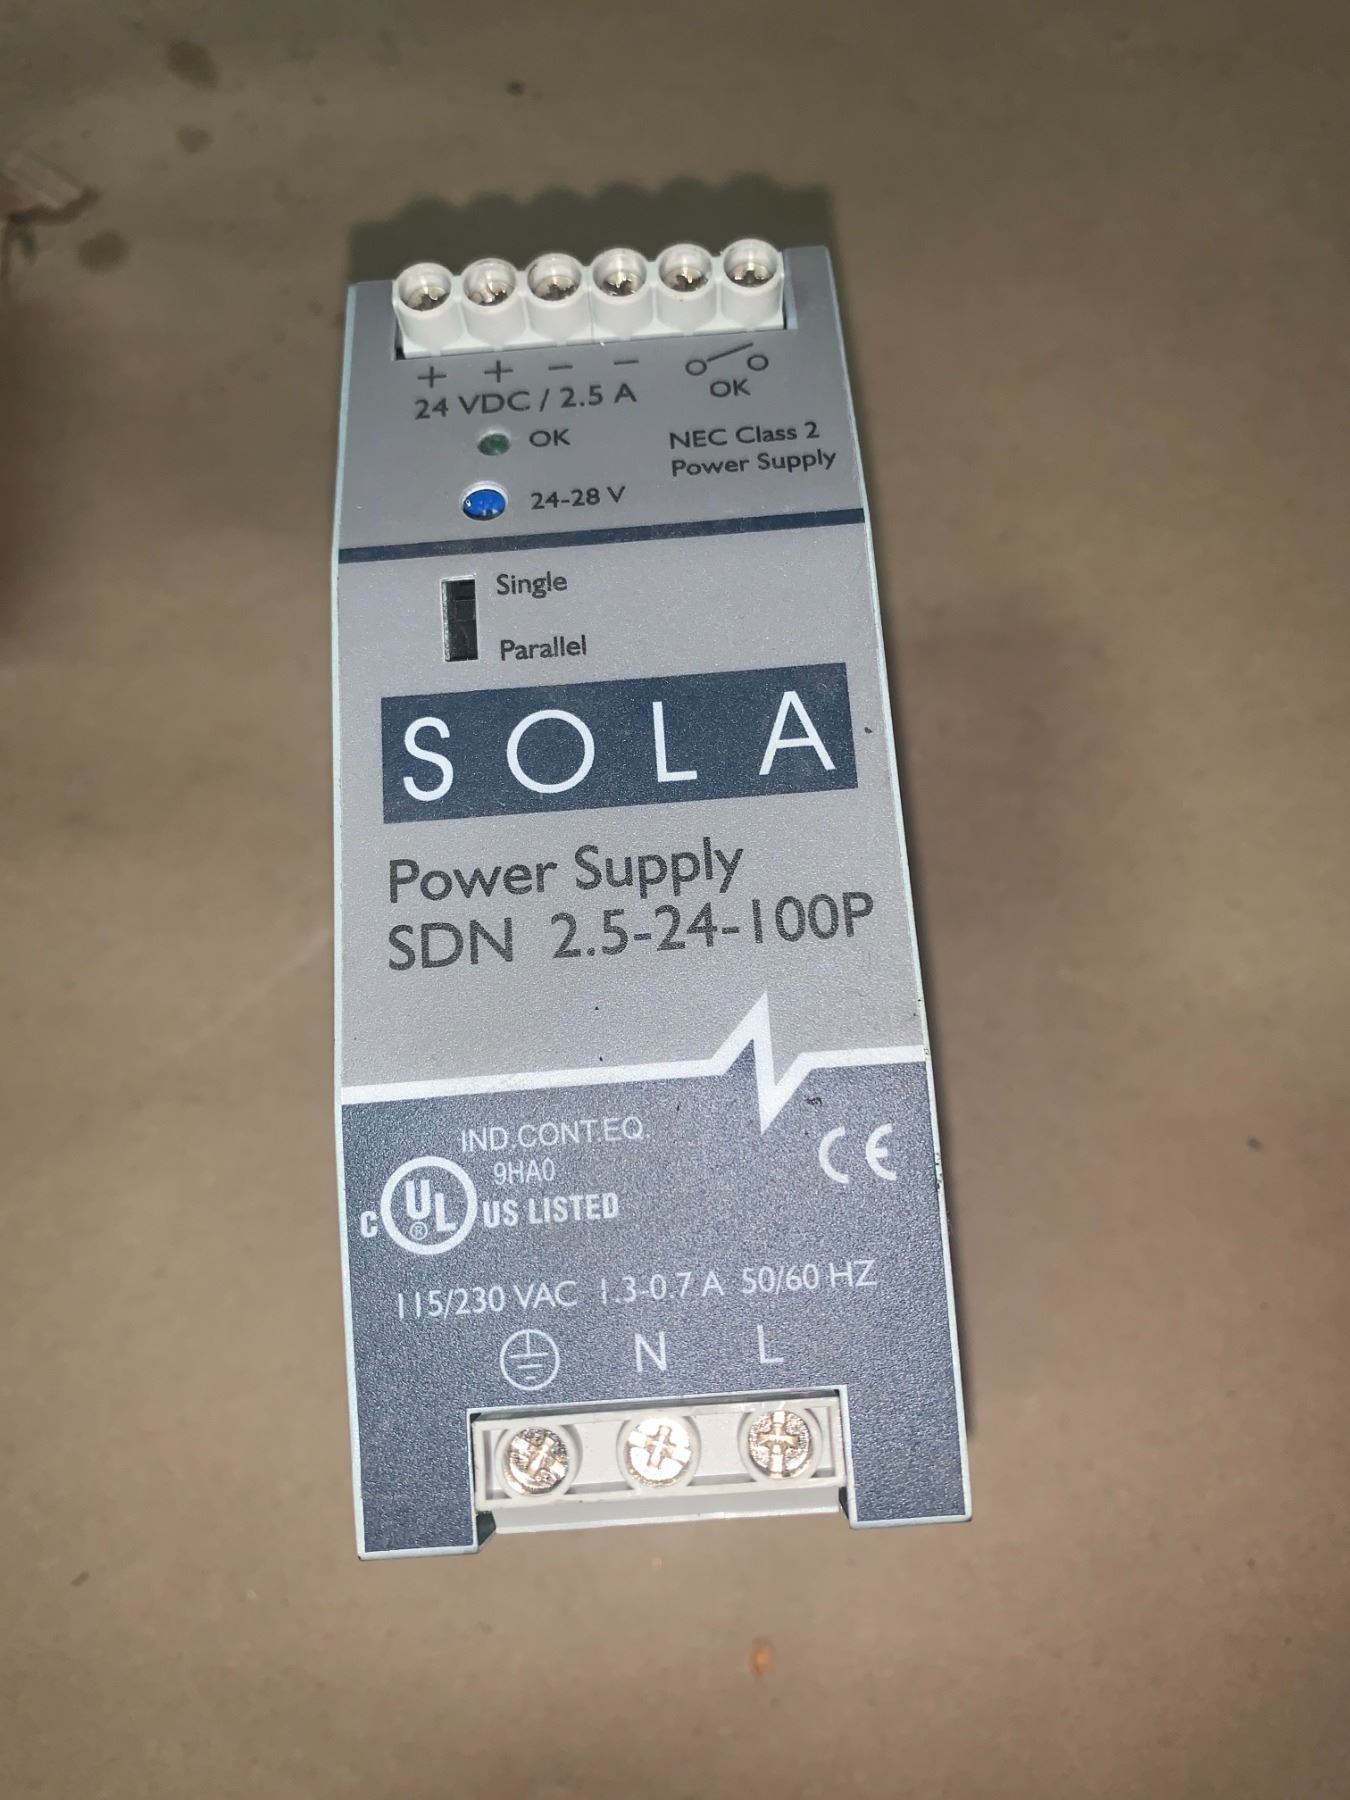 + + − −
24 VDC / 2.5 A
OK
OK
NEC Class 2
Power Supply
24-28 V
Single
Parallel
SOLA
Power Supply
SDN 2.5-24-100P
IND.CONT.EQ.
9HA0
C UL ® US LISTED
CE
115/230 VAC 1.3-0.7 A 50/60 HZ
N L